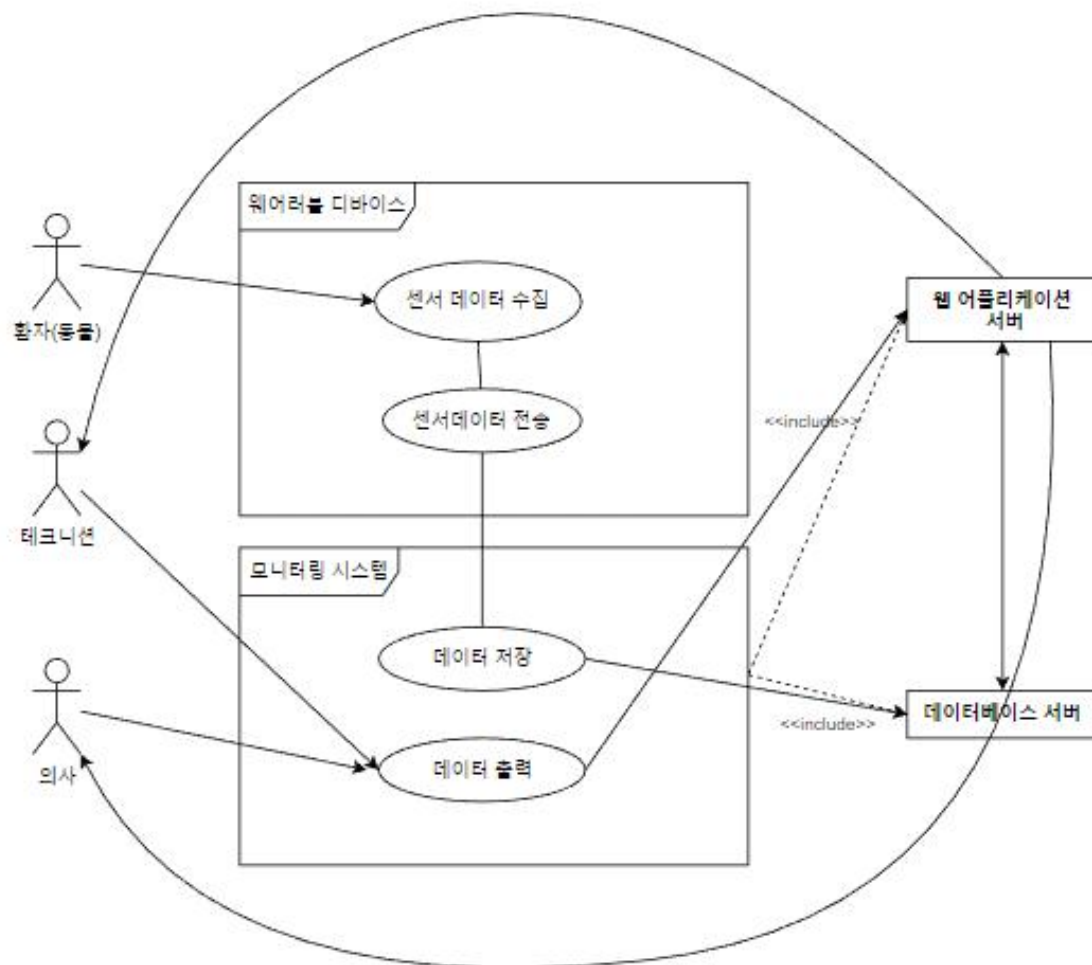 웨어러블 디바이스
센서 데이터 수집
환자(동물)
웹 어플리케이션
서버
센서데이터 전송
<<include>>
테크니션
모니터링 시스템
데이터 저장
데이터베이스 서버
<<include>>
의사
데이터 출력